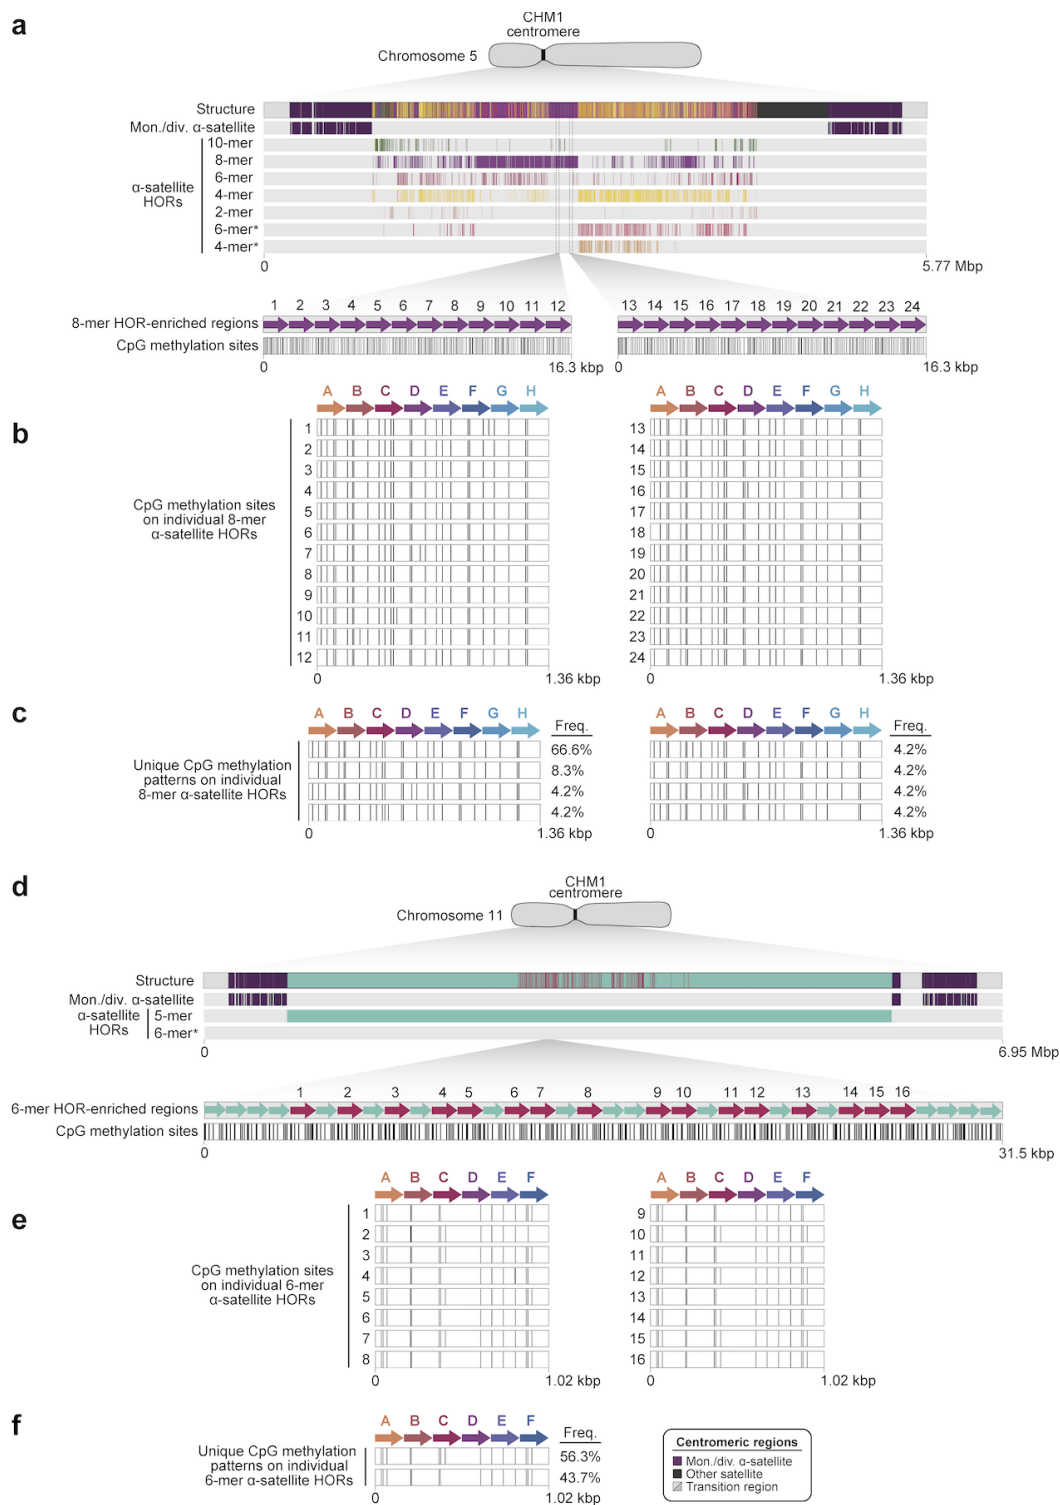 a
CHM1
centromere
Chromosome 5
Structure
Mon./div. α-satellite
α-satellite
HORs
10-mer
8-mer
6-mer
4-mer
2-mer
6-mer*
4-mer*
0
5.77 Mbp
1 2 3 4 5 6 7 8 9 10 11 12
13 14 15 16 17 18 19 20 21 22 23 24
8-mer HOR-enriched regions
CpG methylation sites
0
16.3 kbp
0
16.3 kbp
b
A B C D E F G H
A B C D E F G H
CpG methylation sites
on individual 8-mer
α-satellite HORs
1
2
3
4
5
6
7
8
9
10
11
12
0
1.36 kbp
13
14
15
16
17
18
19
20
21
22
23
24
0
1.36 kbp
c
A B C D E F G H
Freq.
A B C D E F G H
Freq.
Unique CpG methylation
patterns on individual
8-mer α-satellite HORs
66.6%
8.3%
4.2%
4.2%
0
1.36 kbp
4.2%
4.2%
4.2%
4.2%
0
1.36 kbp
d
CHM1
centromere
Chromosome 11
Structure
Mon./div. α-satellite
α-satellite
HORs
5-mer
6-mer*
0
6.95 Mbp
1 2 3 4 5 6 7 8 9 10 11 12 13 14 15 16
6-mer HOR-enriched regions
CpG methylation sites
0
31.5 kbp
e
A B C D E F
A B C D E F
CpG methylation sites
on individual 6-mer
α-satellite HORs
1
2
3
4
5
6
7
8
0
1.02 kbp
9
10
11
12
13
14
15
16
0
1.02 kbp
f
A B C D E F
Freq.
Unique CpG methylation
patterns on individual
6-mer α-satellite HORs
56.3%
43.7%
0
1.02 kbp
Centromeric regions
Mon./div. α-satellite
Other satellite
Transition region